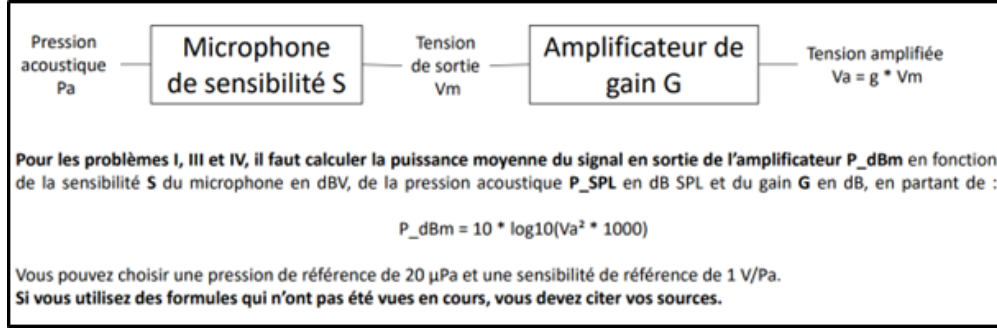 Pression
acoustique
Pa
Microphone
de sensibilité S
Tension
de sortie
Vm
Amplificateur de
gain G
Tension amplifiée
Va = g * Vm
Pour les problèmes I, III et IV, il faut calculer la puissance moyenne du signal en sortie de l'amplificateur P_dBm en fonction
de la sensibilité S du microphone en dBV, de la pression acoustique P_SPL en dB SPL et du gain G en dB, en partant de :
P_dBm = 10 * log10(Va² * 1000)
Vous pouvez choisir une pression de référence de 20 µPa et une sensibilité de référence de 1 V/Pa.
Si vous utilisez des formules qui n'ont pas été vues en cours, vous devez citer vos sources.